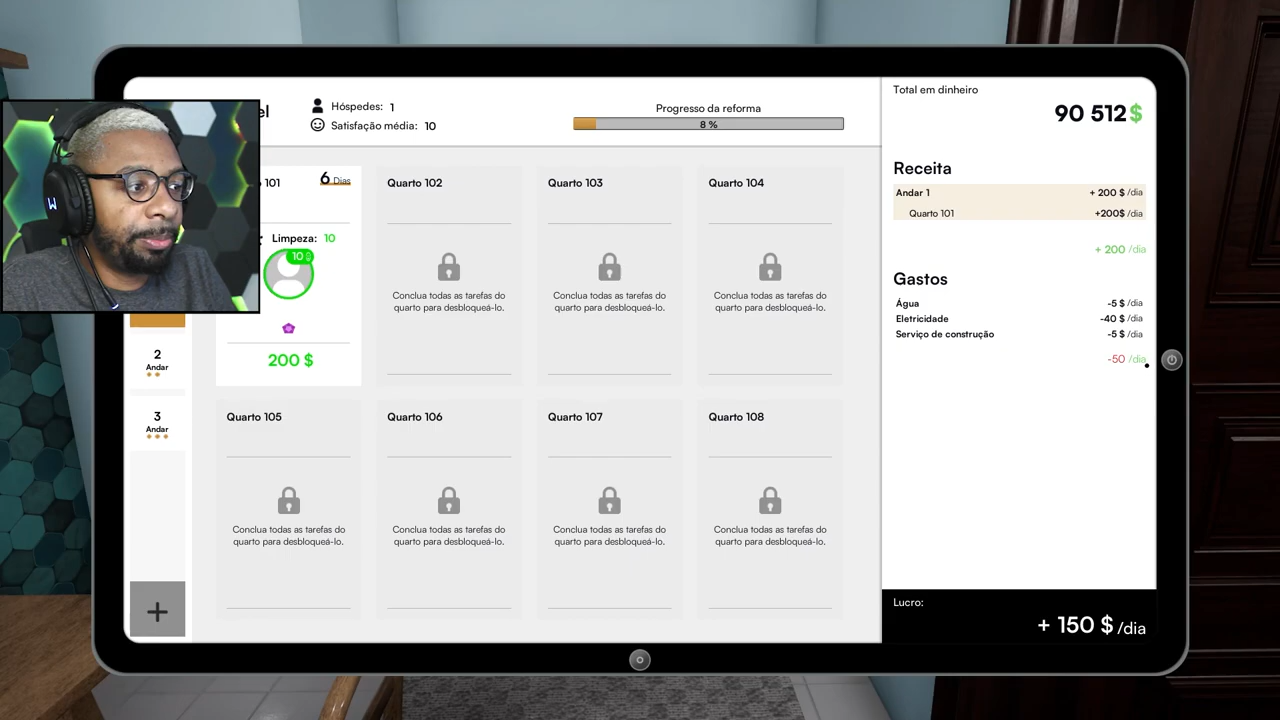 el
Hóspedes: 1
Satisfação média: 10
Progresso da reforma
8 %
101
6 Dias
Limpeza: 10
10
200 $
Quarto 102
Conclua todas as tarefas do
quarto para desbloqueá-lo.
Quarto 103
Conclua todas as tarefas do
quarto para desbloqueá-lo.
Quarto 104
Conclua todas as tarefas do
quarto para desbloqueá-lo.
2
Andar
3
Andar
+
Quarto 105
Conclua todas as tarefas do
quarto para desbloqueá-lo.
Quarto 106
Conclua todas as tarefas do
quarto para desbloqueá-lo.
Quarto 107
Conclua todas as tarefas do
quarto para desbloqueá-lo.
Quarto 108
Conclua todas as tarefas do
quarto para desbloqueá-lo.
Total em dinheiro
90 512 $
Receita
Andar 1 + 200 $ /dia
Quarto 101 +200$ /dia
+ 200 /dia
Gastos
Água -5 $ /dia
Eletricidade -40 $ /dia
Serviço de construção -5 $ /dia
-50 /dia
Lucro:
+ 150 $ /dia